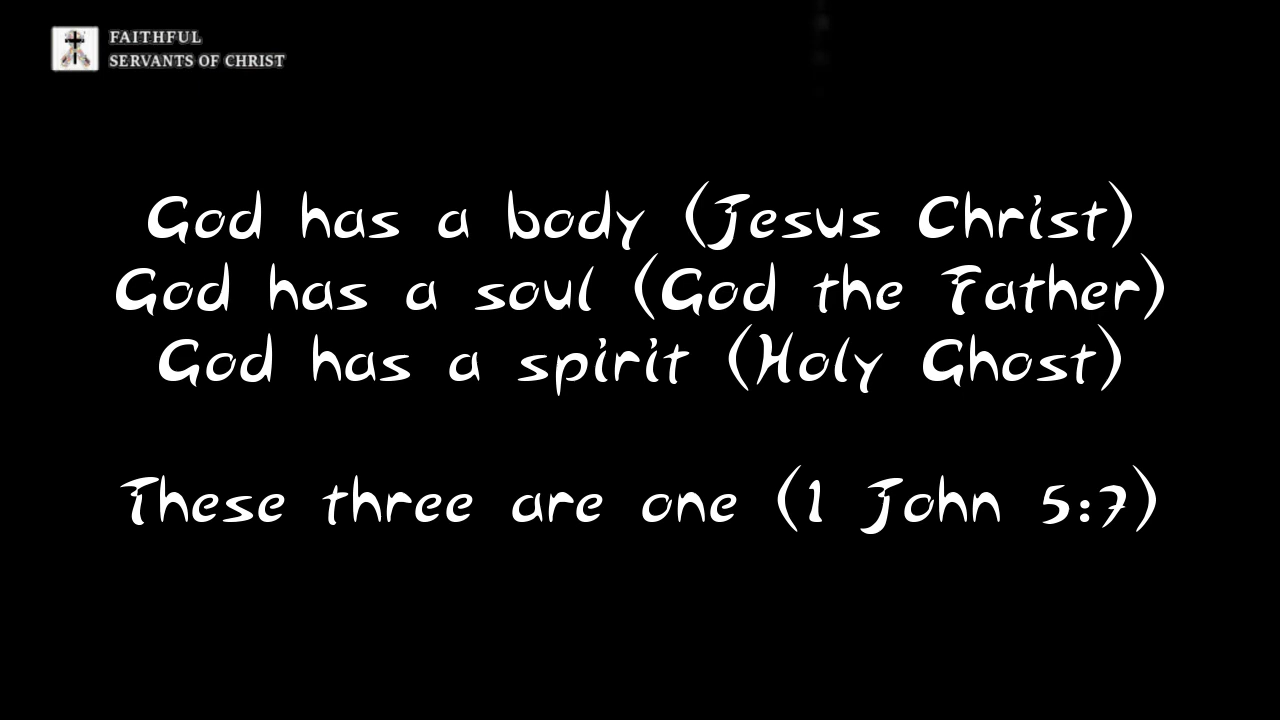 FAITHFUL
SERVANTS OF CHRIST
God has a body (Jesus Christ)
God has a soul (God the Father)
God has a spirit (Holy Ghost)
These three are one (1 John 5:7)